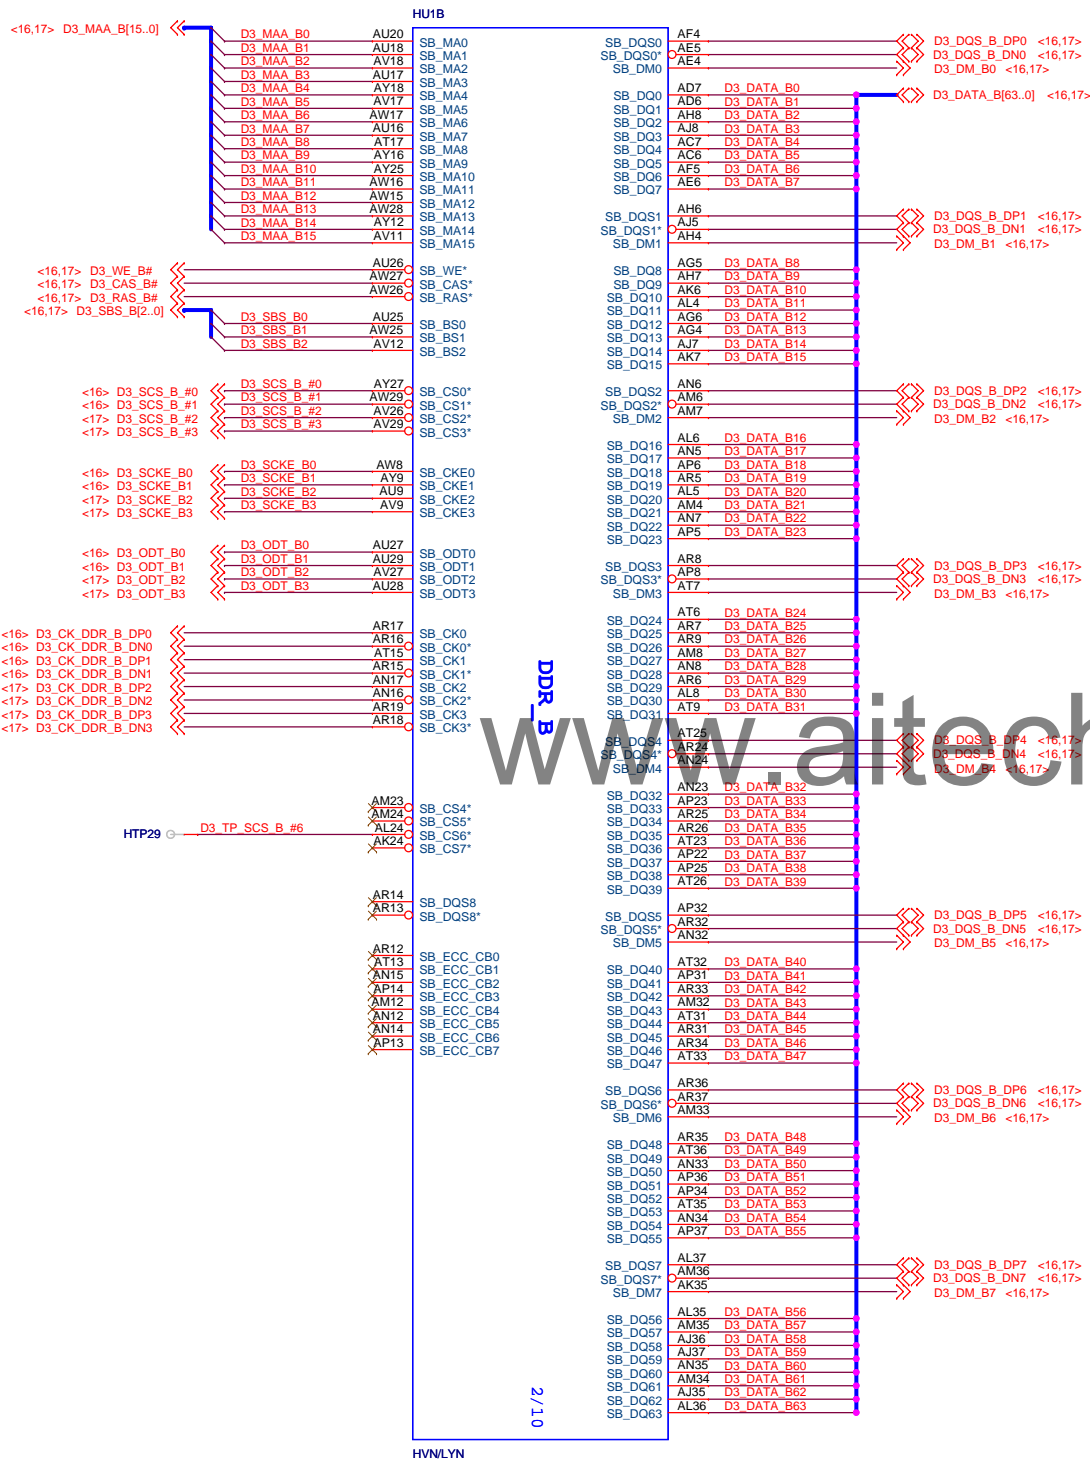 HU1B
<16,17> D3_MAA_B[15..0]
D3_MAA_B0 AU20 SB_MA0
D3_MAA_B1 AU18 SB_MA1
D3_MAA_B2 AV18 SB_MA2
D3_MAA_B3 AU17 SB_MA3
D3_MAA_B4 AY18 SB_MA4
D3_MAA_B5 AV17 SB_MA5
D3_MAA_B6 AW17 SB_MA6
D3_MAA_B7 AU16 SB_MA7
D3_MAA_B8 AT17 SB_MA8
D3_MAA_B9 AY16 SB_MA9
D3_MAA_B10 AY25 SB_MA10
D3_MAA_B11 AW16 SB_MA11
D3_MAA_B12 AW15 SB_MA12
D3_MAA_B13 AW28 SB_MA13
D3_MAA_B14 AY12 SB_MA14
D3_MAA_B15 AV11 SB_MA15
<16,17> D3_WE_B# AU26 SB_WE*
<16,17> D3_CAS_B# AW27 SB_CAS*
<16,17> D3_RAS_B# AW26 SB_RAS*
<16,17> D3_SBS_B[2..0]
D3_SBS_B0 AU25 SB_BS0
D3_SBS_B1 AW25 SB_BS1
D3_SBS_B2 AV12 SB_BS2
<16> D3_SCS_B_#0 D3_SCS_B_#0 AY27 SB_CS0*
<16> D3_SCS_B_#1 D3_SCS_B_#1 AW29 SB_CS1*
<17> D3_SCS_B_#2 D3_SCS_B_#2 AV26 SB_CS2*
<17> D3_SCS_B_#3 D3_SCS_B_#3 AV29 SB_CS3*
<16> D3_SCKE_B0 D3_SCKE_B0 AW8 SB_CKE0
<16> D3_SCKE_B1 D3_SCKE_B1 AY9 SB_CKE1
<17> D3_SCKE_B2 D3_SCKE_B2 AU9 SB_CKE2
<17> D3_SCKE_B3 D3_SCKE_B3 AV9 SB_CKE3
<16> D3_ODT_B0 D3_ODT_B0 AU27 SB_ODT0
<16> D3_ODT_B1 D3_ODT_B1 AU29 SB_ODT1
<17> D3_ODT_B2 D3_ODT_B2 AV27 SB_ODT2
<17> D3_ODT_B3 D3_ODT_B3 AU28 SB_ODT3
<16> D3_CK_DDR_B_DP0 AR17 SB_CK0
<16> D3_CK_DDR_B_DN0 AR16 SB_CK0*
<16> D3_CK_DDR_B_DP1 AT15 SB_CK1
<16> D3_CK_DDR_B_DN1 AR15 SB_CK1*
<17> D3_CK_DDR_B_DP2 AN17 SB_CK2
<17> D3_CK_DDR_B_DN2 AN16 SB_CK2*
<17> D3_CK_DDR_B_DP3 AR19 SB_CK3
<17> D3_CK_DDR_B_DN3 AR18 SB_CK3*
AM23 SB_CS4*
AM24 SB_CS5*
HTP29 D3_TP_SCS_B_#6 AL24 SB_CS6*
AK24 SB_CS7*
AR14 SB_DQS8
AR13 SB_DQS8*
AR12 SB_ECC_CB0
AT13 SB_ECC_CB1
AN15 SB_ECC_CB2
AP14 SB_ECC_CB3
AM12 SB_ECC_CB4
AN12 SB_ECC_CB5
AN14 SB_ECC_CB6
AP13 SB_ECC_CB7
DDR_B
www.aitech
SB_DQS0 AF4 D3_DQS_B_DP0 <16,17>
SB_DQS0* AE5 D3_DQS_B_DN0 <16,17>
SB_DM0 AE4 D3_DM_B0 <16,17>
D3_DATA_B[63..0] <16,17>
SB_DQ0 AD7 D3_DATA_B0
SB_DQ1 AD6 D3_DATA_B1
SB_DQ2 AH8 D3_DATA_B2
SB_DQ3 AJ8 D3_DATA_B3
SB_DQ4 AC7 D3_DATA_B4
SB_DQ5 AC6 D3_DATA_B5
SB_DQ6 AF5 D3_DATA_B6
SB_DQ7 AE6 D3_DATA_B7
SB_DQS1 AH6 D3_DQS_B_DP1 <16,17>
SB_DQS1* AJ5 D3_DQS_B_DN1 <16,17>
SB_DM1 AH4 D3_DM_B1 <16,17>
SB_DQ8 AG5 D3_DATA_B8
SB_DQ9 AH7 D3_DATA_B9
SB_DQ10 AK6 D3_DATA_B10
SB_DQ11 AL4 D3_DATA_B11
SB_DQ12 AG6 D3_DATA_B12
SB_DQ13 AG4 D3_DATA_B13
SB_DQ14 AJ7 D3_DATA_B14
SB_DQ15 AK7 D3_DATA_B15
SB_DQS2 AN6 D3_DQS_B_DP2 <16,17>
SB_DQS2* AM6 D3_DQS_B_DN2 <16,17>
SB_DM2 AM7 D3_DM_B2 <16,17>
SB_DQ16 AL6 D3_DATA_B16
SB_DQ17 AN5 D3_DATA_B17
SB_DQ18 AP6 D3_DATA_B18
SB_DQ19 AR5 D3_DATA_B19
SB_DQ20 AL5 D3_DATA_B20
SB_DQ21 AM4 D3_DATA_B21
SB_DQ22 AN7 D3_DATA_B22
SB_DQ23 AP5 D3_DATA_B23
SB_DQS3 AR8 D3_DQS_B_DP3 <16,17>
SB_DQS3* AP8 D3_DQS_B_DN3 <16,17>
SB_DM3 AT7 D3_DM_B3 <16,17>
SB_DQ24 AT6 D3_DATA_B24
SB_DQ25 AR7 D3_DATA_B25
SB_DQ26 AR9 D3_DATA_B26
SB_DQ27 AM8 D3_DATA_B27
SB_DQ28 AN8 D3_DATA_B28
SB_DQ29 AR6 D3_DATA_B29
SB_DQ30 AL8 D3_DATA_B30
SB_DQ31 AT9 D3_DATA_B31
SB_DQS4 AT25 D3_DQS_B_DP4 <16,17>
SB_DQS4* AR24 D3_DQS_B_DN4 <16,17>
SB_DM4 AN24 D3_DM_B4 <16,17>
SB_DQ32 AN23 D3_DATA_B32
SB_DQ33 AP23 D3_DATA_B33
SB_DQ34 AR25 D3_DATA_B34
SB_DQ35 AR26 D3_DATA_B35
SB_DQ36 AT23 D3_DATA_B36
SB_DQ37 AP22 D3_DATA_B37
SB_DQ38 AP25 D3_DATA_B38
SB_DQ39 AT26 D3_DATA_B39
SB_DQS5 AP32 D3_DQS_B_DP5 <16,17>
SB_DQS5* AR32 D3_DQS_B_DN5 <16,17>
SB_DM5 AN32 D3_DM_B5 <16,17>
SB_DQ40 AT32 D3_DATA_B40
SB_DQ41 AP31 D3_DATA_B41
SB_DQ42 AR33 D3_DATA_B42
SB_DQ43 AM32 D3_DATA_B43
SB_DQ44 AT31 D3_DATA_B44
SB_DQ45 AR31 D3_DATA_B45
SB_DQ46 AR34 D3_DATA_B46
SB_DQ47 AT33 D3_DATA_B47
SB_DQS6 AR36 D3_DQS_B_DP6 <16,17>
SB_DQS6* AR37 D3_DQS_B_DN6 <16,17>
SB_DM6 AM33 D3_DM_B6 <16,17>
SB_DQ48 AR35 D3_DATA_B48
SB_DQ49 AT36 D3_DATA_B49
SB_DQ50 AN33 D3_DATA_B50
SB_DQ51 AP36 D3_DATA_B51
SB_DQ52 AP34 D3_DATA_B52
SB_DQ53 AT35 D3_DATA_B53
SB_DQ54 AN34 D3_DATA_B54
SB_DQ55 AP37 D3_DATA_B55
SB_DQS7 AL37 D3_DQS_B_DP7 <16,17>
SB_DQS7* AM36 D3_DQS_B_DN7 <16,17>
SB_DM7 AK35 D3_DM_B7 <16,17>
SB_DQ56 AL35 D3_DATA_B56
SB_DQ57 AM35 D3_DATA_B57
SB_DQ58 AJ36 D3_DATA_B58
SB_DQ59 AJ37 D3_DATA_B59
SB_DQ60 AN35 D3_DATA_B60
SB_DQ61 AM34 D3_DATA_B61
SB_DQ62 AJ35 D3_DATA_B62
SB_DQ63 AL36 D3_DATA_B63
2/10
HVN/LYN